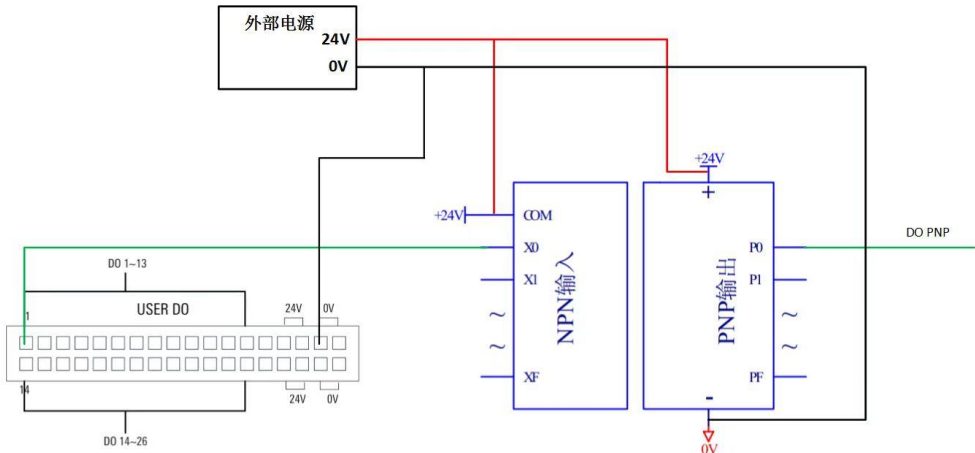 外部电源
24V
0V
+24V
+24V
COM
+
X0
P0
DO PNP
DO 1~13
X1
P1
NPN输入
PNP输出
USER DO
24V
0V
1
~
~
~
~
XF
PF
14
24V
0V
-
DO 14~26
0V